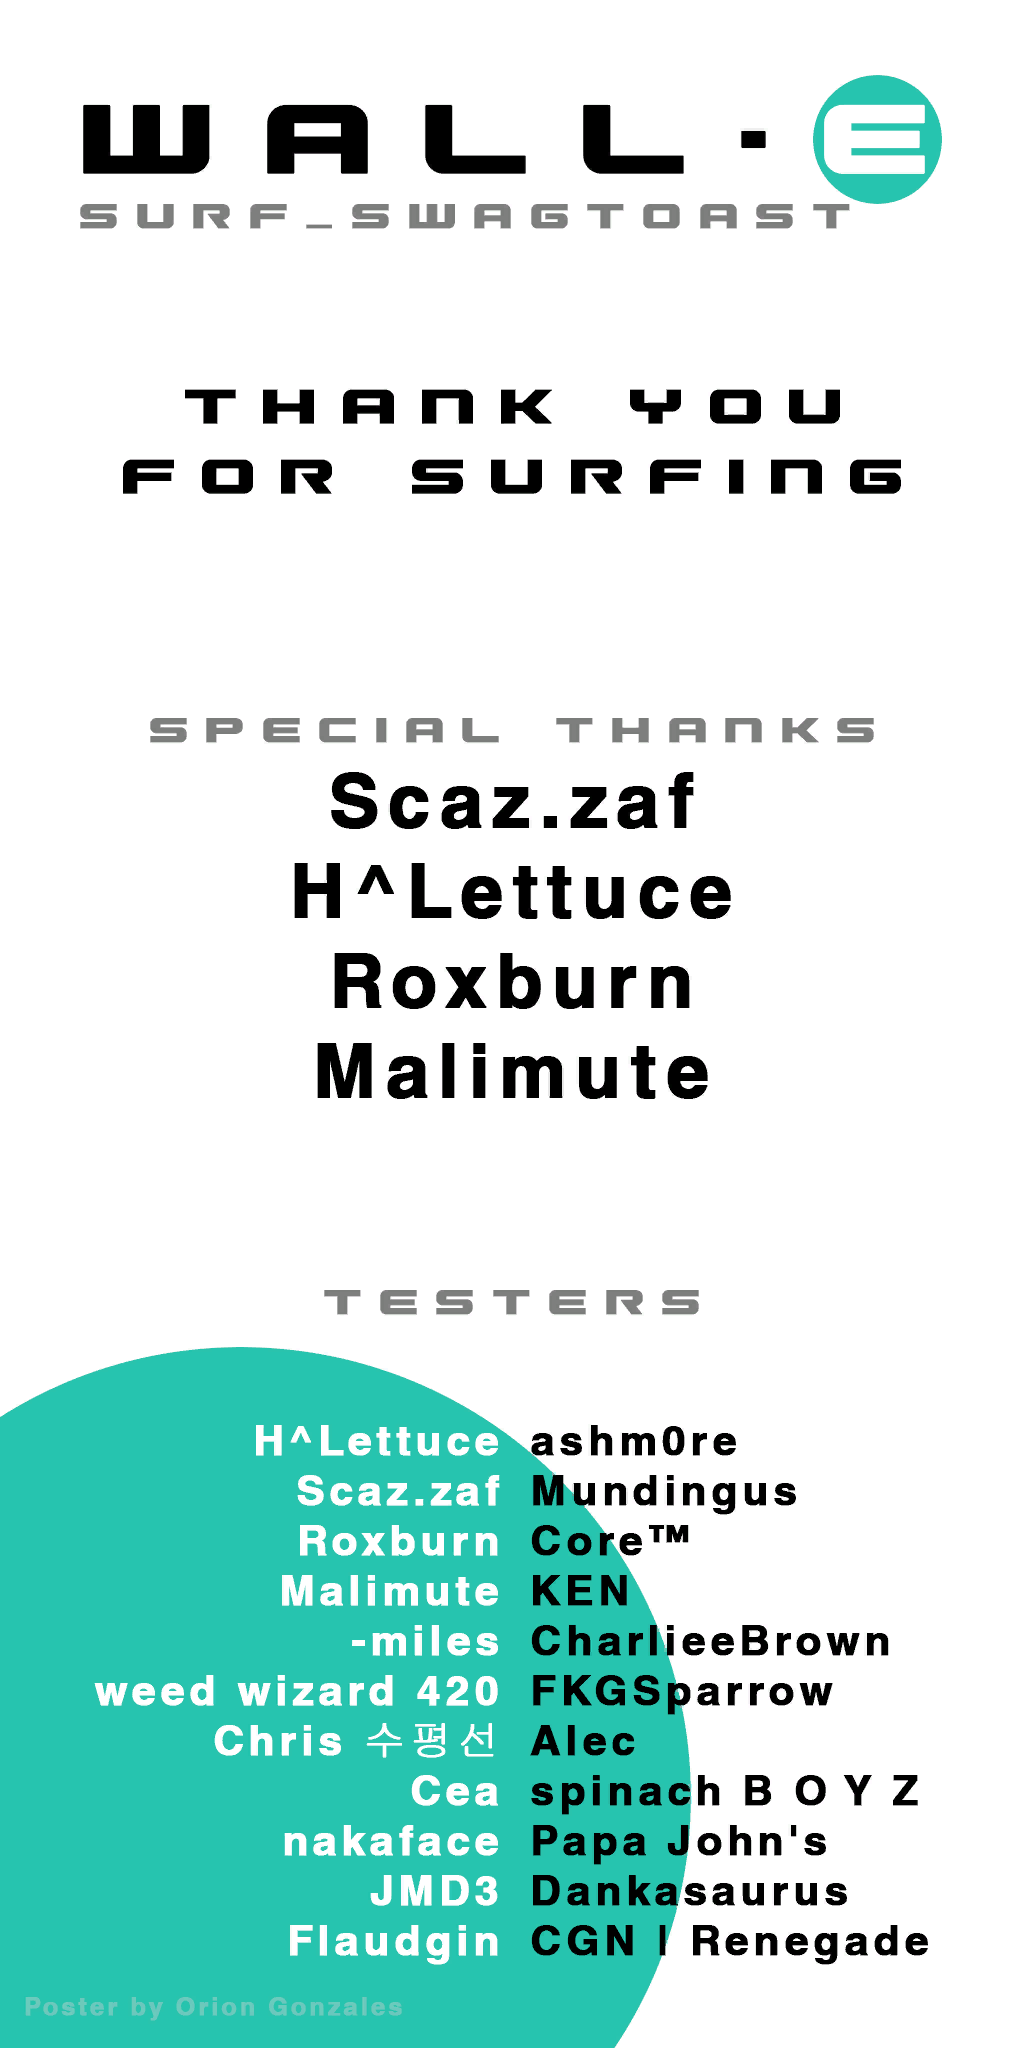 WALL-E
SURF_SWAGTOAST
THANK YOU
FOR SURFING
SPECIAL THANKS
Scaz.zaf
H^Lettuce
Roxburn
Malimute
TESTERS
H^Lettuce ashm0re
Scaz.zaf Mundingus
Roxburn Core™
Malimute KEN
-miles CharlieeBrown
weed wizard 420 FKGSparrow
Chris 수평선 Alec
Cea spinach B O Y Z
nakaface Papa John's
JMD3 Dankasaurus
Flaudgin CGN | Renegade
Poster by Orion Gonzales